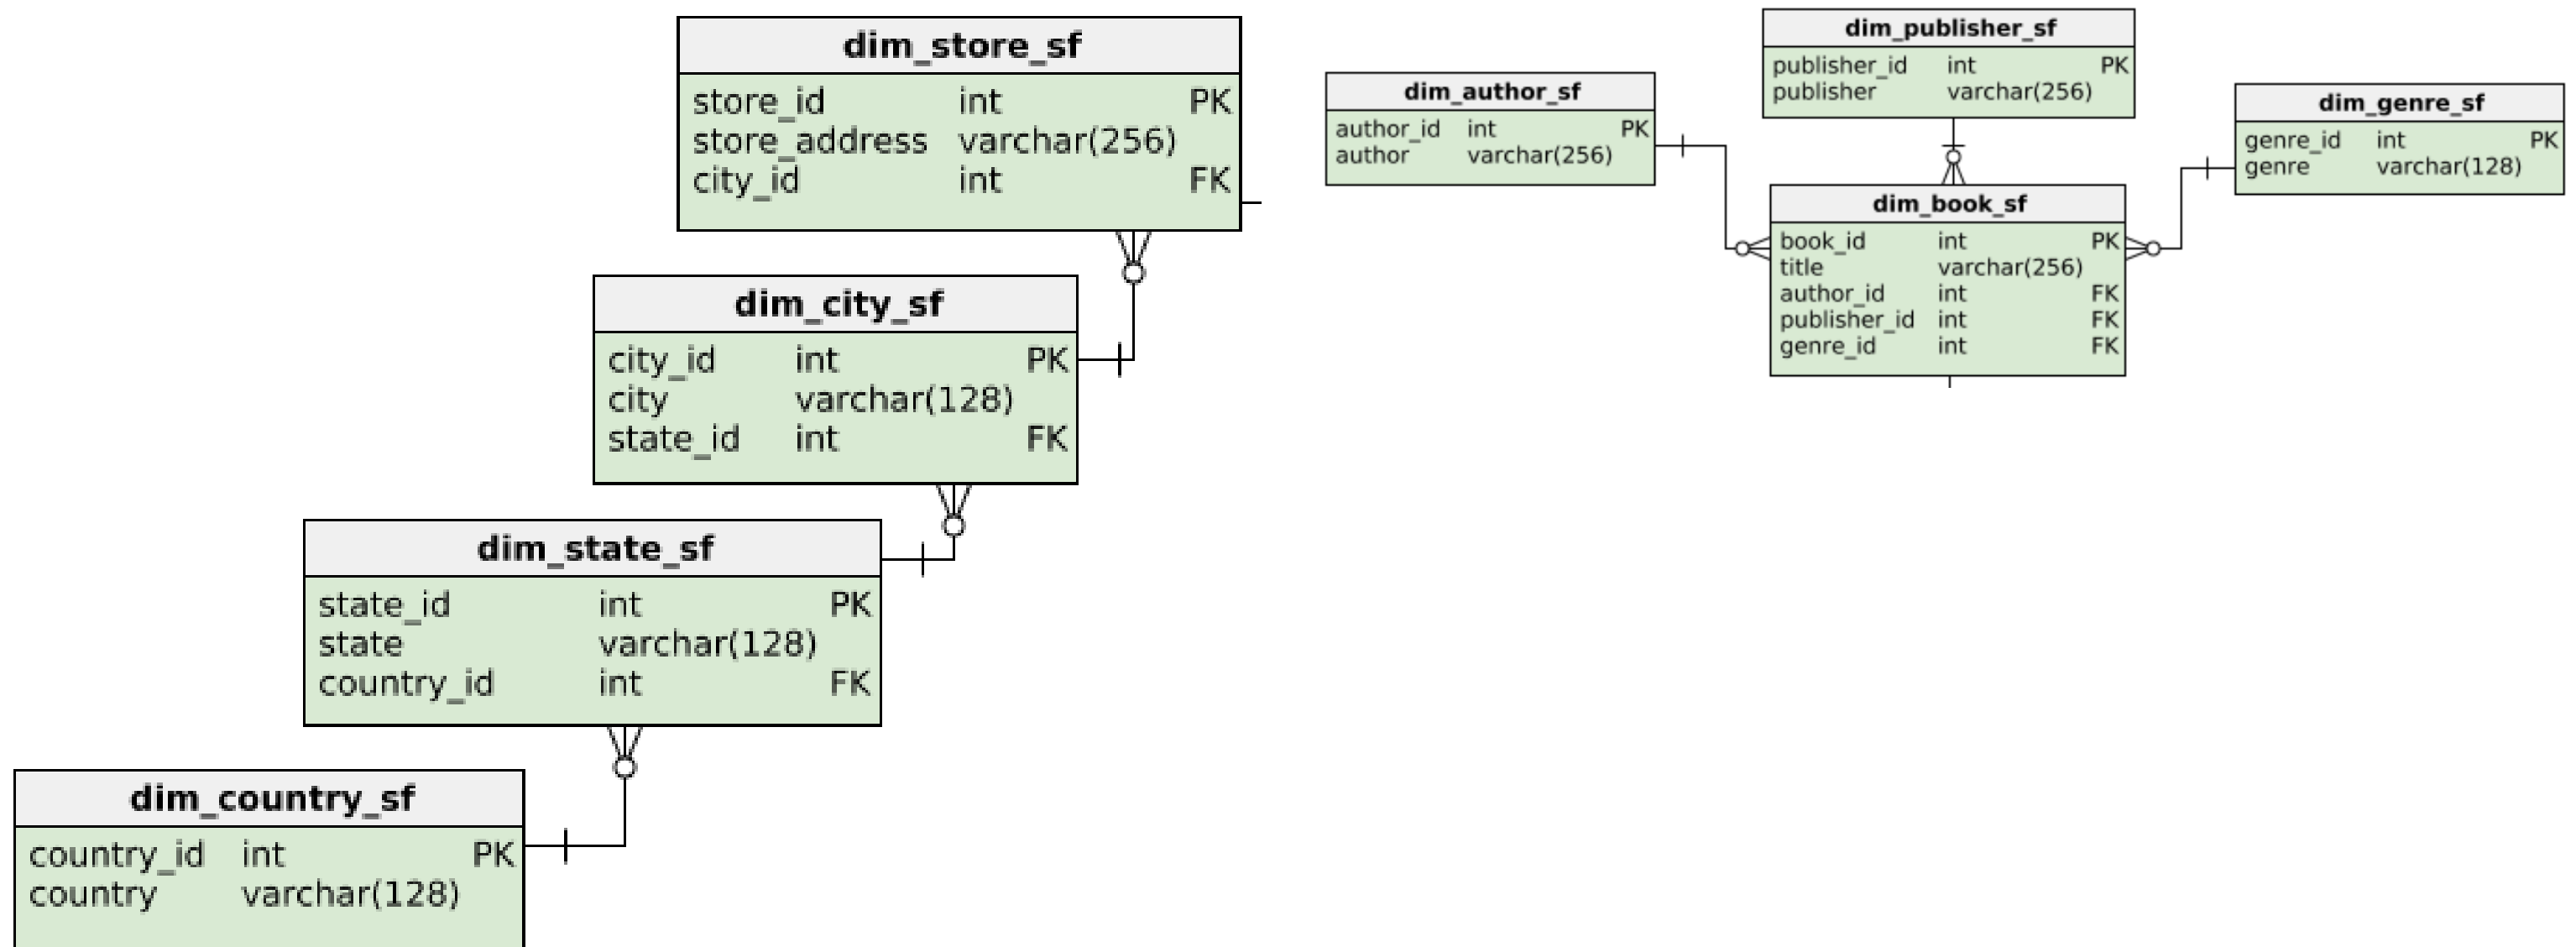 dim_store_sf
store_id int PK
store_address varchar(256)
city_id int FK
dim_city_sf
city_id int PK
city varchar(128)
state_id int FK
dim_state_sf
state_id int PK
state varchar(128)
country_id int FK
dim_country_sf
country_id int PK
country varchar(128)
dim_author_sf
author_id int PK
author varchar(256)
dim_publisher_sf
publisher_id int PK
publisher varchar(256)
dim_genre_sf
genre_id int PK
genre varchar(128)
dim_book_sf
book_id int PK
title varchar(256)
author_id int FK
publisher_id int FK
genre_id int FK